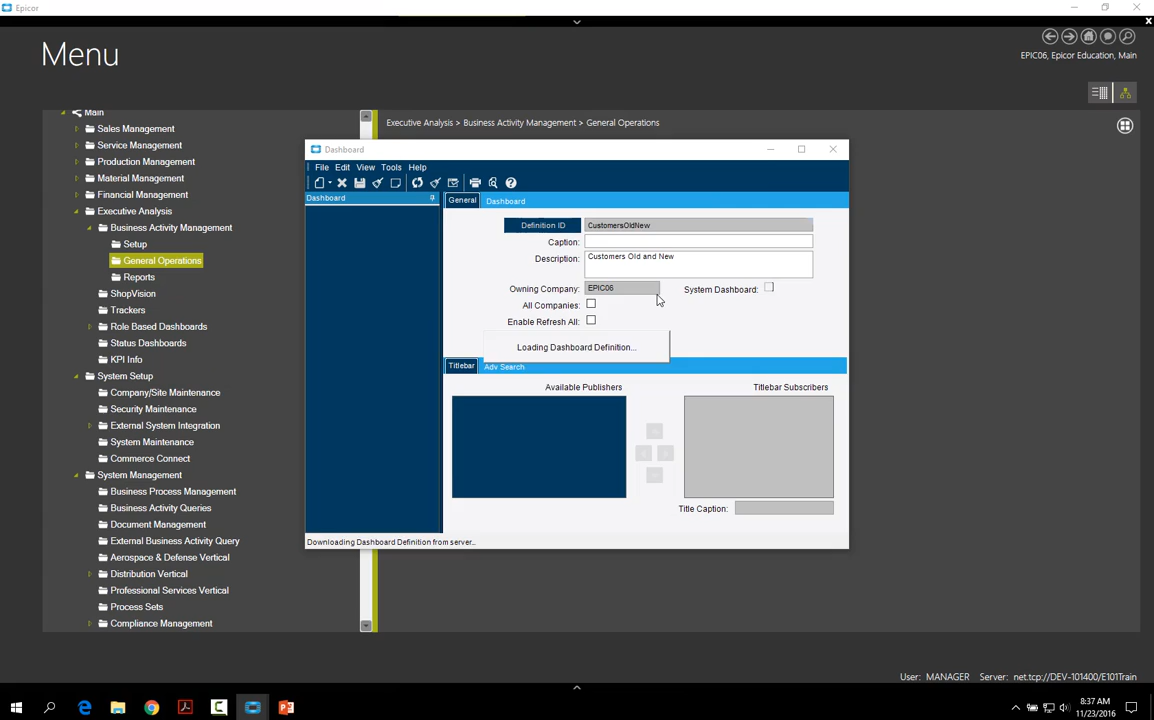 Epicor
Menu
EPIC06, Epicor Education, Main
Main
Sales Management
Service Management
Production Management
Material Management
Financial Management
Executive Analysis
Business Activity Management
Setup
General Operations
Reports
ShopVision
Trackers
Role Based Dashboards
Status Dashboards
KPI Info
System Setup
Company/Site Maintenance
Security Maintenance
External System Integration
System Maintenance
Commerce Connect
System Management
Business Process Management
Business Activity Queries
Document Management
External Business Activity Query
Aerospace & Defense Vertical
Distribution Vertical
Professional Services Vertical
Process Sets
Compliance Management
Executive Analysis > Business Activity Management > General Operations
Dashboard
File Edit View Tools Help
Dashboard
General Dashboard
Definition ID CustomersOldNew
Caption:
Description: Customers Old and New
Owning Company: EPIC06 System Dashboard:
All Companies:
Enable Refresh All:
Loading Dashboard Definition...
Titlebar Adv Search
Available Publishers Titlebar Subscribers
Title Caption:
Downloading Dashboard Definition from server...
User: MANAGER Server: net.tcp://DEV-101400/E101Train
8:37 AM
11/23/2016